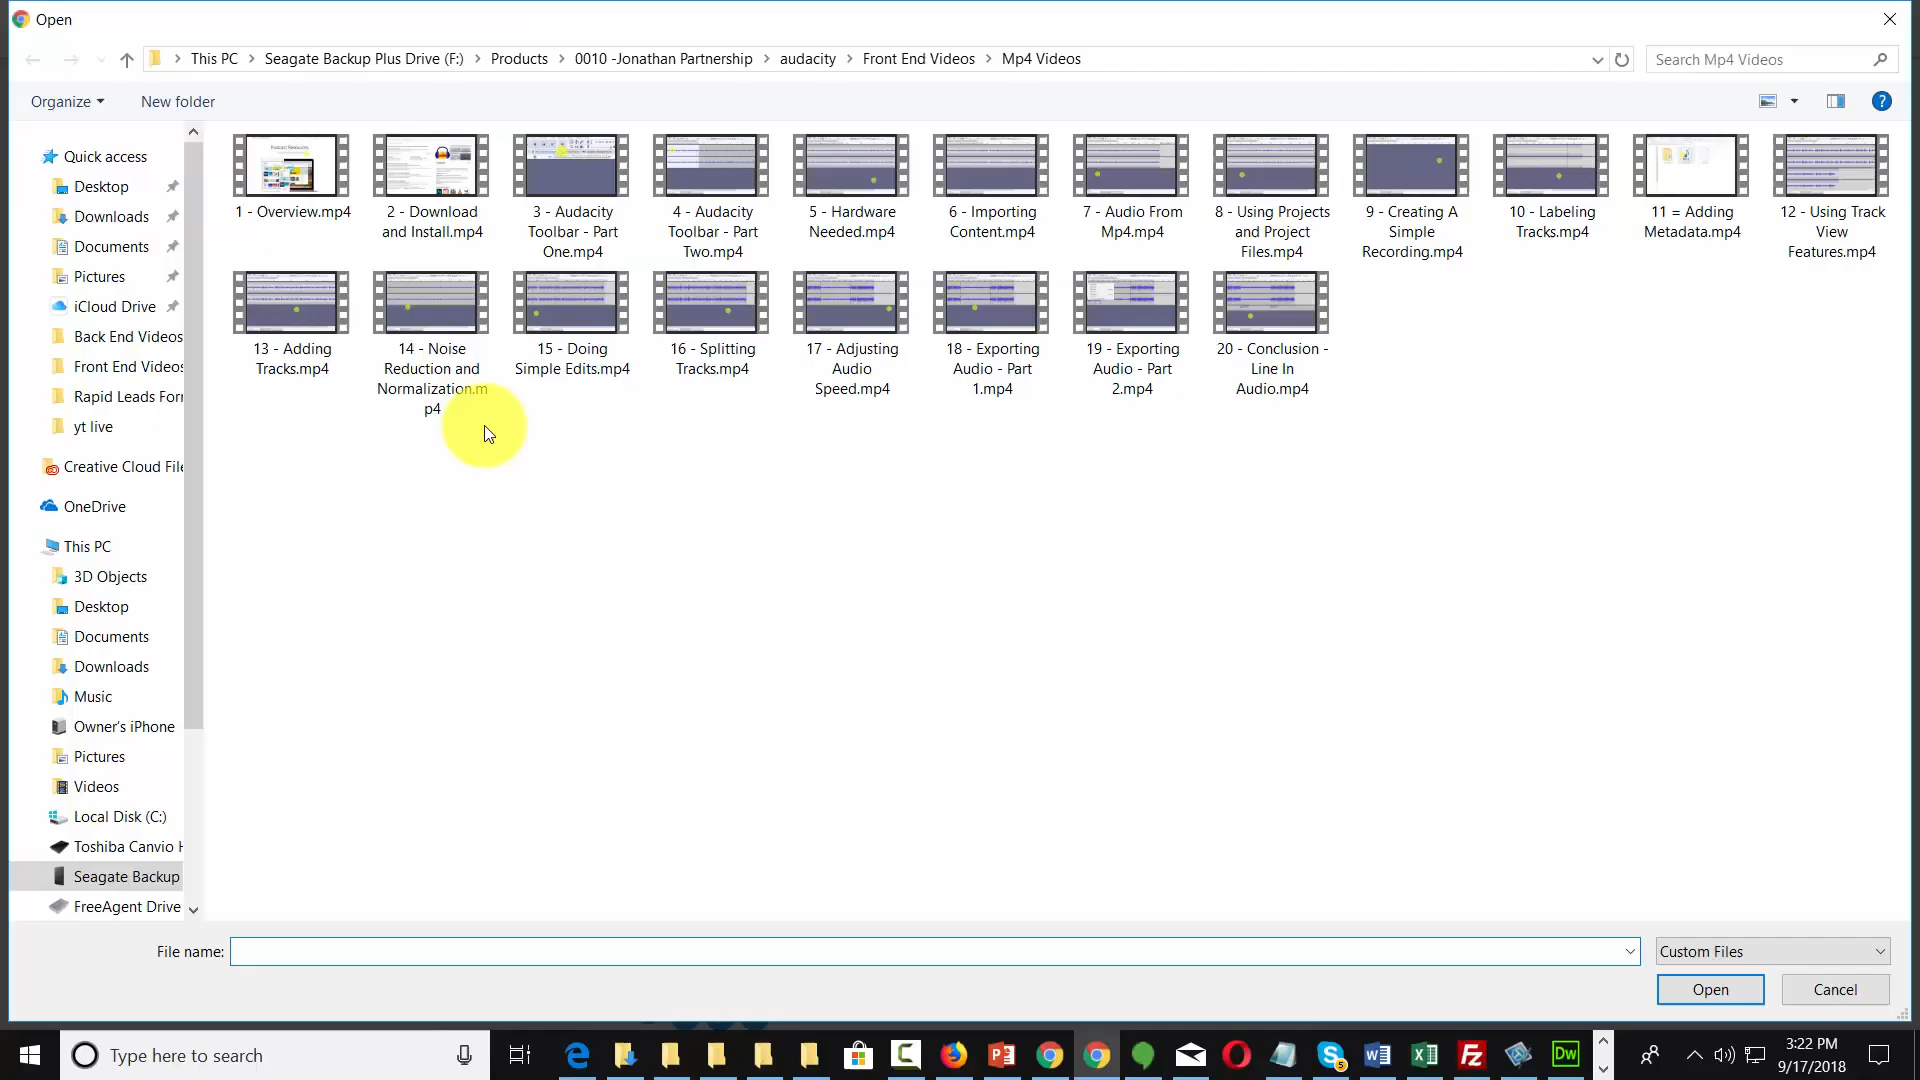 Open
This PC
Seagate Backup Plus Drive (F:)
Products
0010 -Jonathan Partnership
audacity
Front End Videos
Mp4 Videos
Search Mp4 Videos
Organize
New folder
Quick access
Desktop
Downloads
Documents
Pictures
iCloud Drive
Back End Videos
Front End Videos
Rapid Leads For
yt live
Creative Cloud File
OneDrive
This PC
3D Objects
Desktop
Documents
Downloads
Music
Owner's iPhone
Pictures
Videos
Local Disk (C:)
Toshiba Canvio H
Seagate Backup
FreeAgent Drive
1 - Overview.mp4
2 - Download
and Install.mp4
3 - Audacity
Toolbar - Part
One.mp4
4 - Audacity
Toolbar - Part
Two.mp4
5 - Hardware
Needed.mp4
6 - Importing
Content.mp4
7 - Audio From
Mp4.mp4
8 - Using Projects
and Project
Files.mp4
9 - Creating A
Simple
Recording.mp4
10 - Labeling
Tracks.mp4
11 = Adding
Metadata.mp4
12 - Using Track
View
Features.mp4
13 - Adding
Tracks.mp4
14 - Noise
Reduction and
Normalization.m
p4
15 - Doing
Simple Edits.mp4
16 - Splitting
Tracks.mp4
17 - Adjusting
Audio
Speed.mp4
18 - Exporting
Audio - Part
1.mp4
19 - Exporting
Audio - Part
2.mp4
20 - Conclusion -
Line In
Audio.mp4
File name:
Custom Files
Open
Cancel
Type here to search
Dw
3:22 PM
9/17/2018